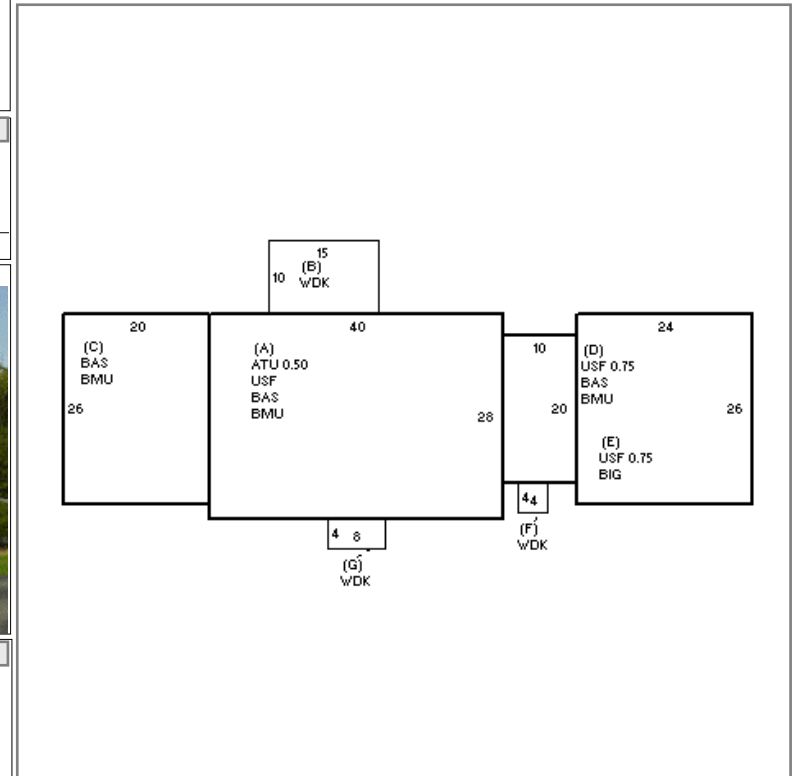 15
(B)
10 WDK
20
(C)
BAS
BMU
26
40
(A)
ATU 0.50
USF
BAS
BMU
28
10
20
24
(D)
USF 0.75
BAS
BMU
26
(E)
USF 0.75
BIG
4 4
(F)
WDK
4 8
(G)
WDK